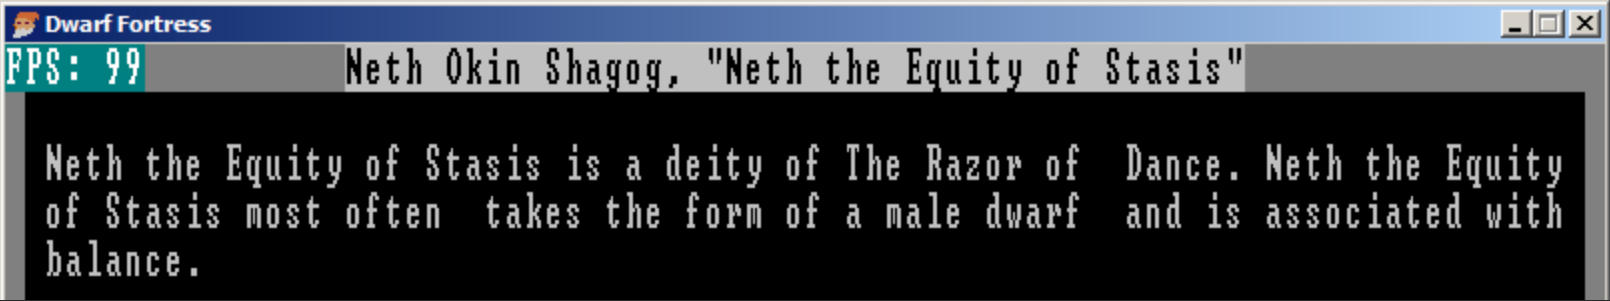 Dwarf Fortress
FPS: 99 Neth Okin Shagog, "Neth the Equity of Stasis"
Neth the Equity of Stasis is a deity of The Razor of  Dance. Neth the Equity
of Stasis most often  takes the form of a male dwarf  and is associated with
balance.